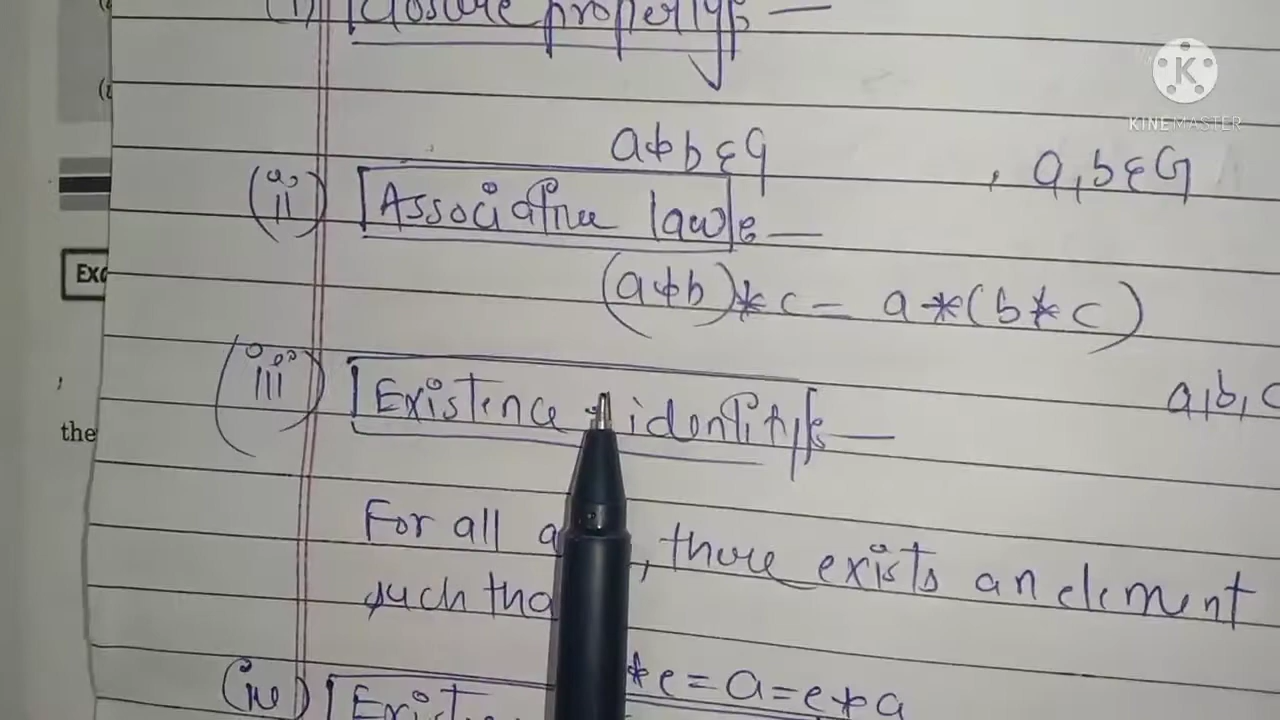 (i) Closure property :-
a*b∈G , a,b∈G
(ii) Associative law :-
(a*b)*c = a*(b*c)
a,b,c
(iii) Existence of identity :-
For all a , there exists an element
such tha
*e = a = e*a
(iv) Exist
Exa
,
the
KINEMASTER